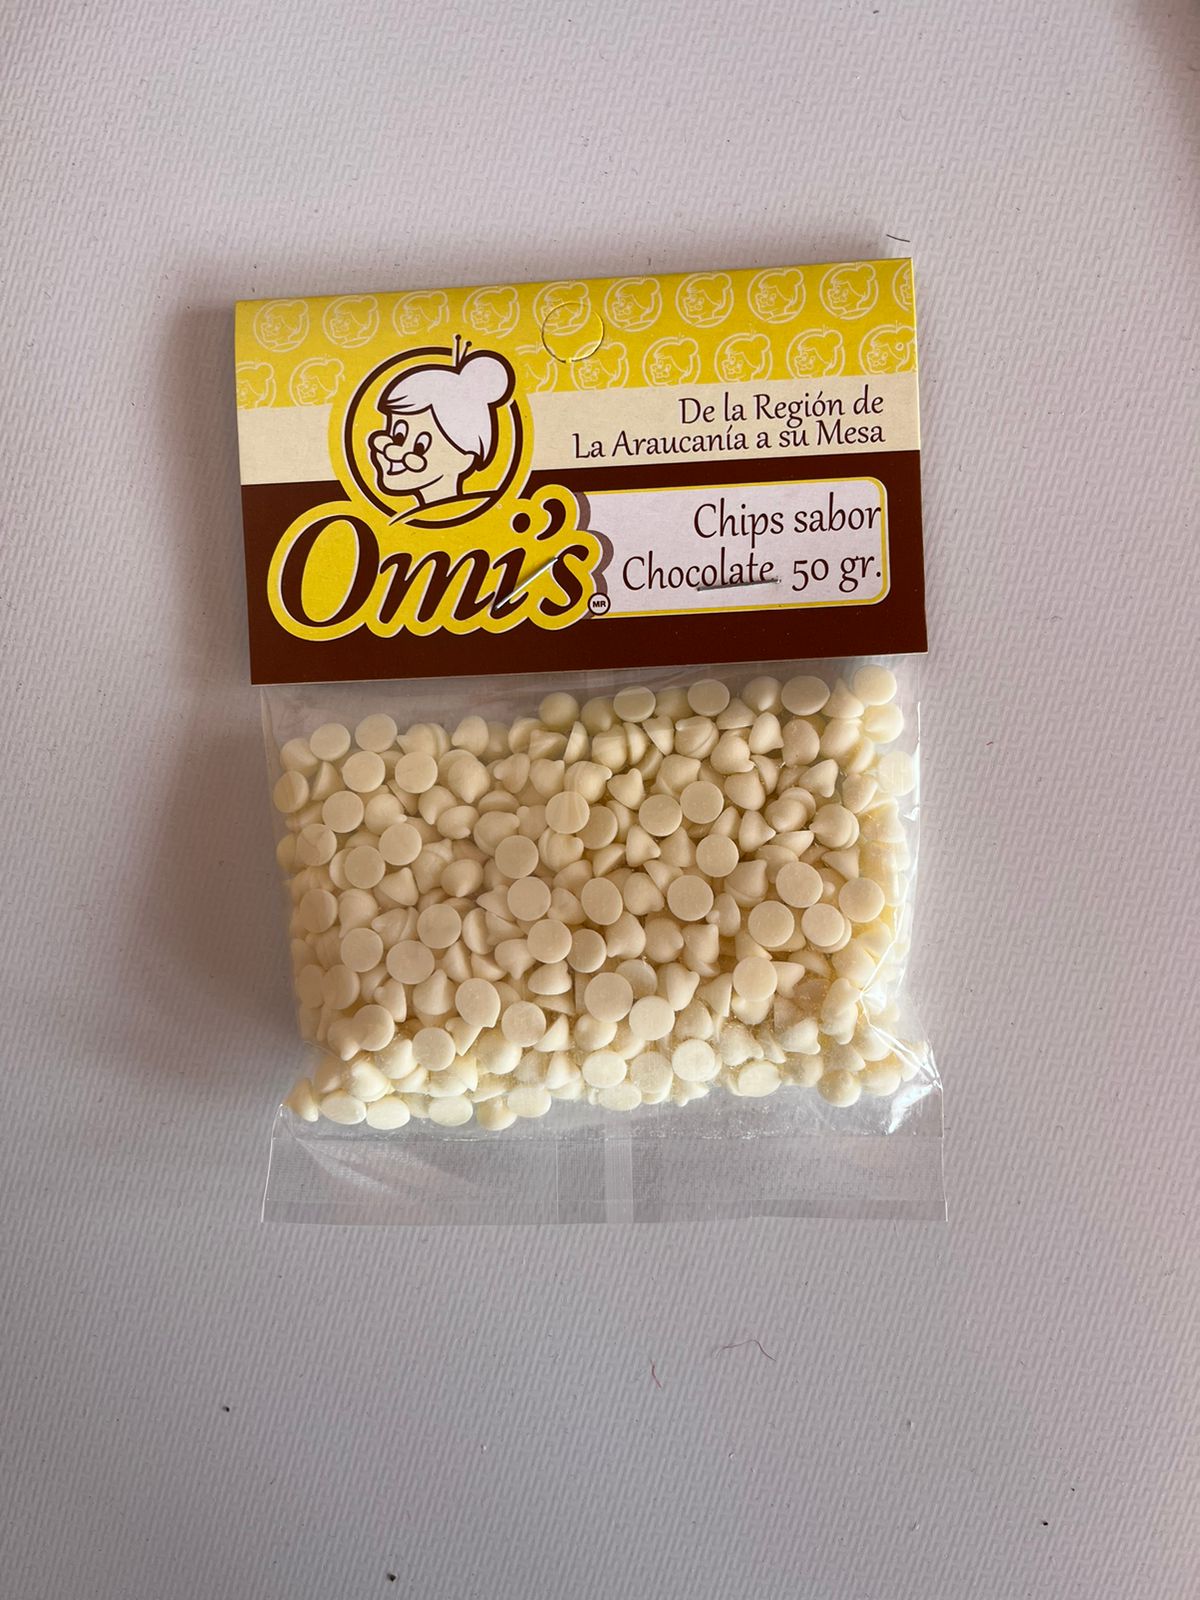 De la Región de
La Araucanía a su Mesa
Omi's
MR
Chips sabor
Chocolate 50 gr.